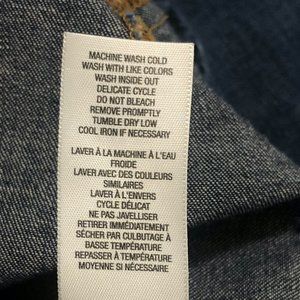 MACHINE WASH COLD
WASH WITH LIKE COLORS
WASH INSIDE OUT
DELICATE CYCLE
DO NOT BLEACH
REMOVE PROMPTLY
TUMBLE DRY LOW
COOL IRON IF NECESSARY
LAVER À LA MACHINE À L'EAU
FROIDE
LAVER AVEC DES COULEURS
SIMILAIRES
LAVER À L'ENVERS
CYCLE DÉLICAT
NE PAS JAVELLISER
RETIRER IMMÉDIATEMENT
SÉCHER PAR CULBUTAGE À
BASSE TEMPÉRATURE
REPASSER À TEMPÉRATURE
MOYENNE SI NÉCESSAIRE